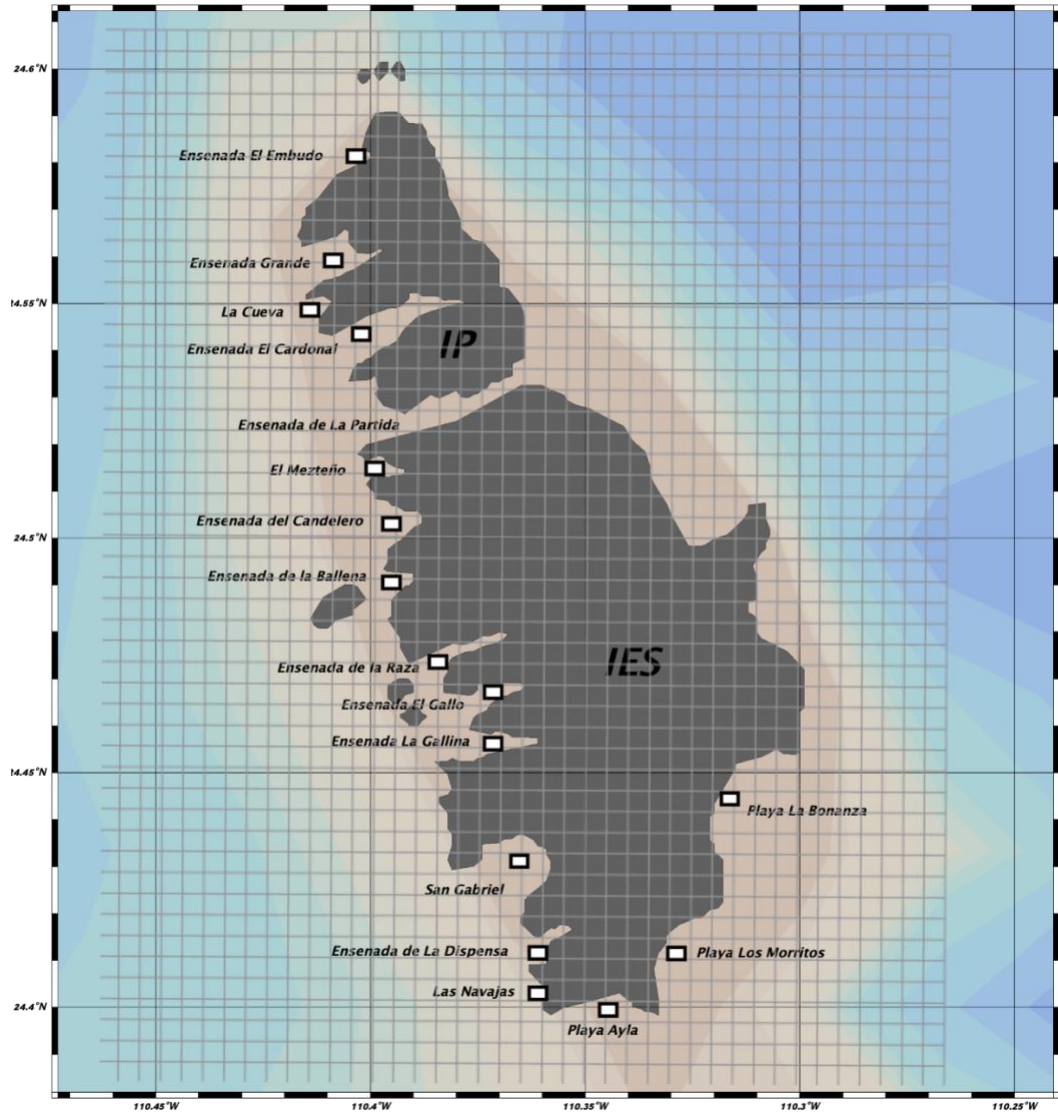 24.6°N
Ensenada El Embudo
Ensenada Grande
14.55°N
La Cueva
Ensenada El Cardonal
IP
Ensenada de La Partida
El Mezteño
Ensenada del Candelero
24.5°N
Ensenada de la Ballena
Ensenada de la Raza
IES
Ensenada El Gallo
Ensenada La Gallina
14.45°N
Playa La Bonanza
San Gabriel
Ensenada de La Dispensa
Playa Los Morritos
Las Navajas
24.4°N
Playa Ayla
110.45°W
110.4°W
110.35°W
110.3°W
110.25°W